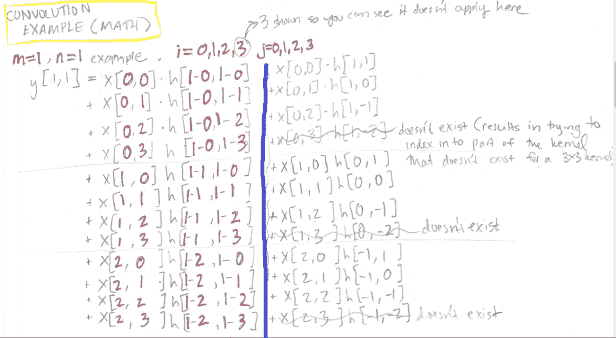 CONVOLUTION
EXAMPLE (MATH)
3 shown so you can see it doesn't apply here
m=1, n=1 example. i=0,1,2,3 j=0,1,2,3
y[1,1] = x[0,0]·h[1-0,1-0]
+ x[0,1]·h[1-0,1-1]
+ x[0,2]·h[1-0,1-2]
+ x[0,3]h[1-0,1-3]
+ x[1,0]h[1-1,1-0]
+ x[1,1]h[1-1,1-1]
+ x[1,2]h[1-1,1-2]
+ x[1,3]h[1-1,1-3]
+ x[2,0]h[1-2,1-0]
+ x[2,1]h[1-2,1-1]
+ x[2,2]h[1-2,1-2]
+ x[2,3]h[1-2,1-3]
x[0,0]·h[1,1]
+x[0,1]·h[1,0]
+x[0,2]·h[1,-1]
+x[0,3]h[1,-2] doesn't exist (results in trying to
index in to part of the kernel
that doesn't exist for a 3x3 kernel
+x[1,0]h[0,1]
+x[1,1]h[0,0]
+x[1,2]h[0,-1]
+x[1,3]h[0,-2] doesn't exist
+x[2,0]h[-1,1]
+x[2,1]h[-1,0]
+x[2,2]h[-1,-1]
+x[2,3]h[-1,-2] doesn't exist